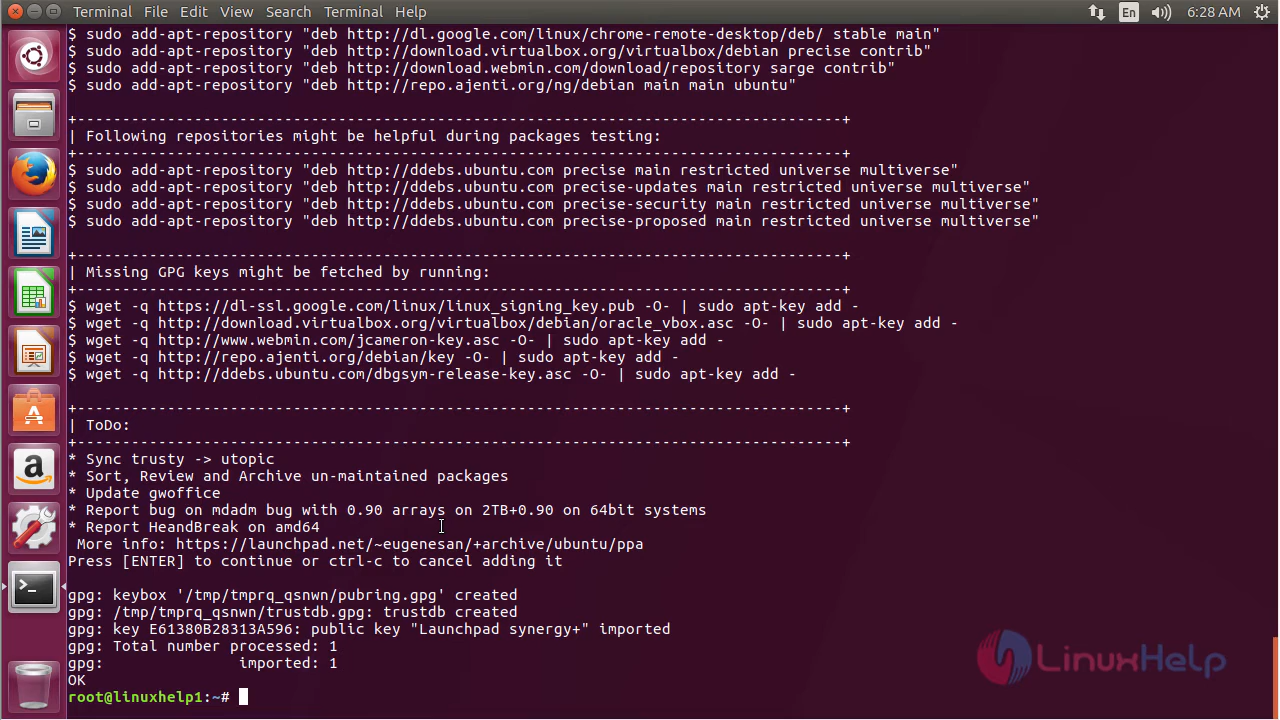 Terminal File Edit View Search Terminal Help En 6:28 AM
$ sudo add-apt-repository "deb http://dl.google.com/linux/chrome-remote-desktop/deb/ stable main"
$ sudo add-apt-repository "deb http://download.virtualbox.org/virtualbox/debian precise contrib"
$ sudo add-apt-repository "deb http://download.webmin.com/download/repository sarge contrib"
$ sudo add-apt-repository "deb http://repo.ajenti.org/ng/debian main main ubuntu"
+--------------------------------------------------------------------------------------+
| Following repositories might be helpful during packages testing:
+--------------------------------------------------------------------------------------+
$ sudo add-apt-repository "deb http://ddebs.ubuntu.com precise main restricted universe multiverse"
$ sudo add-apt-repository "deb http://ddebs.ubuntu.com precise-updates main restricted universe multiverse"
$ sudo add-apt-repository "deb http://ddebs.ubuntu.com precise-security main restricted universe multiverse"
$ sudo add-apt-repository "deb http://ddebs.ubuntu.com precise-proposed main restricted universe multiverse"
+--------------------------------------------------------------------------------------+
| Missing GPG keys might be fetched by running:
+--------------------------------------------------------------------------------------+
$ wget -q https://dl-ssl.google.com/linux/linux_signing_key.pub -O- | sudo apt-key add -
$ wget -q http://download.virtualbox.org/virtualbox/debian/oracle_vbox.asc -O- | sudo apt-key add -
$ wget -q http://www.webmin.com/jcameron-key.asc -O- | sudo apt-key add -
$ wget -q http://repo.ajenti.org/debian/key -O- | sudo apt-key add -
$ wget -q http://ddebs.ubuntu.com/dbgsym-release-key.asc -O- | sudo apt-key add -
+--------------------------------------------------------------------------------------+
| ToDo:
+--------------------------------------------------------------------------------------+
* Sync trusty -> utopic
* Sort, Review and Archive un-maintained packages
* Update gwoffice
* Report bug on mdadm bug with 0.90 arrays on 2TB+0.90 on 64bit systems
* Report HeandBreak on amd64
More info: https://launchpad.net/~eugenesan/+archive/ubuntu/ppa
Press [ENTER] to continue or ctrl-c to cancel adding it
gpg: keybox '/tmp/tmprq_qsnwn/pubring.gpg' created
gpg: /tmp/tmprq_qsnwn/trustdb.gpg: trustdb created
gpg: key E61380B28313A596: public key "Launchpad synergy+" imported
gpg: Total number processed: 1
gpg:               imported: 1
OK
root@linuxhelp1:~#
LinuxHelp